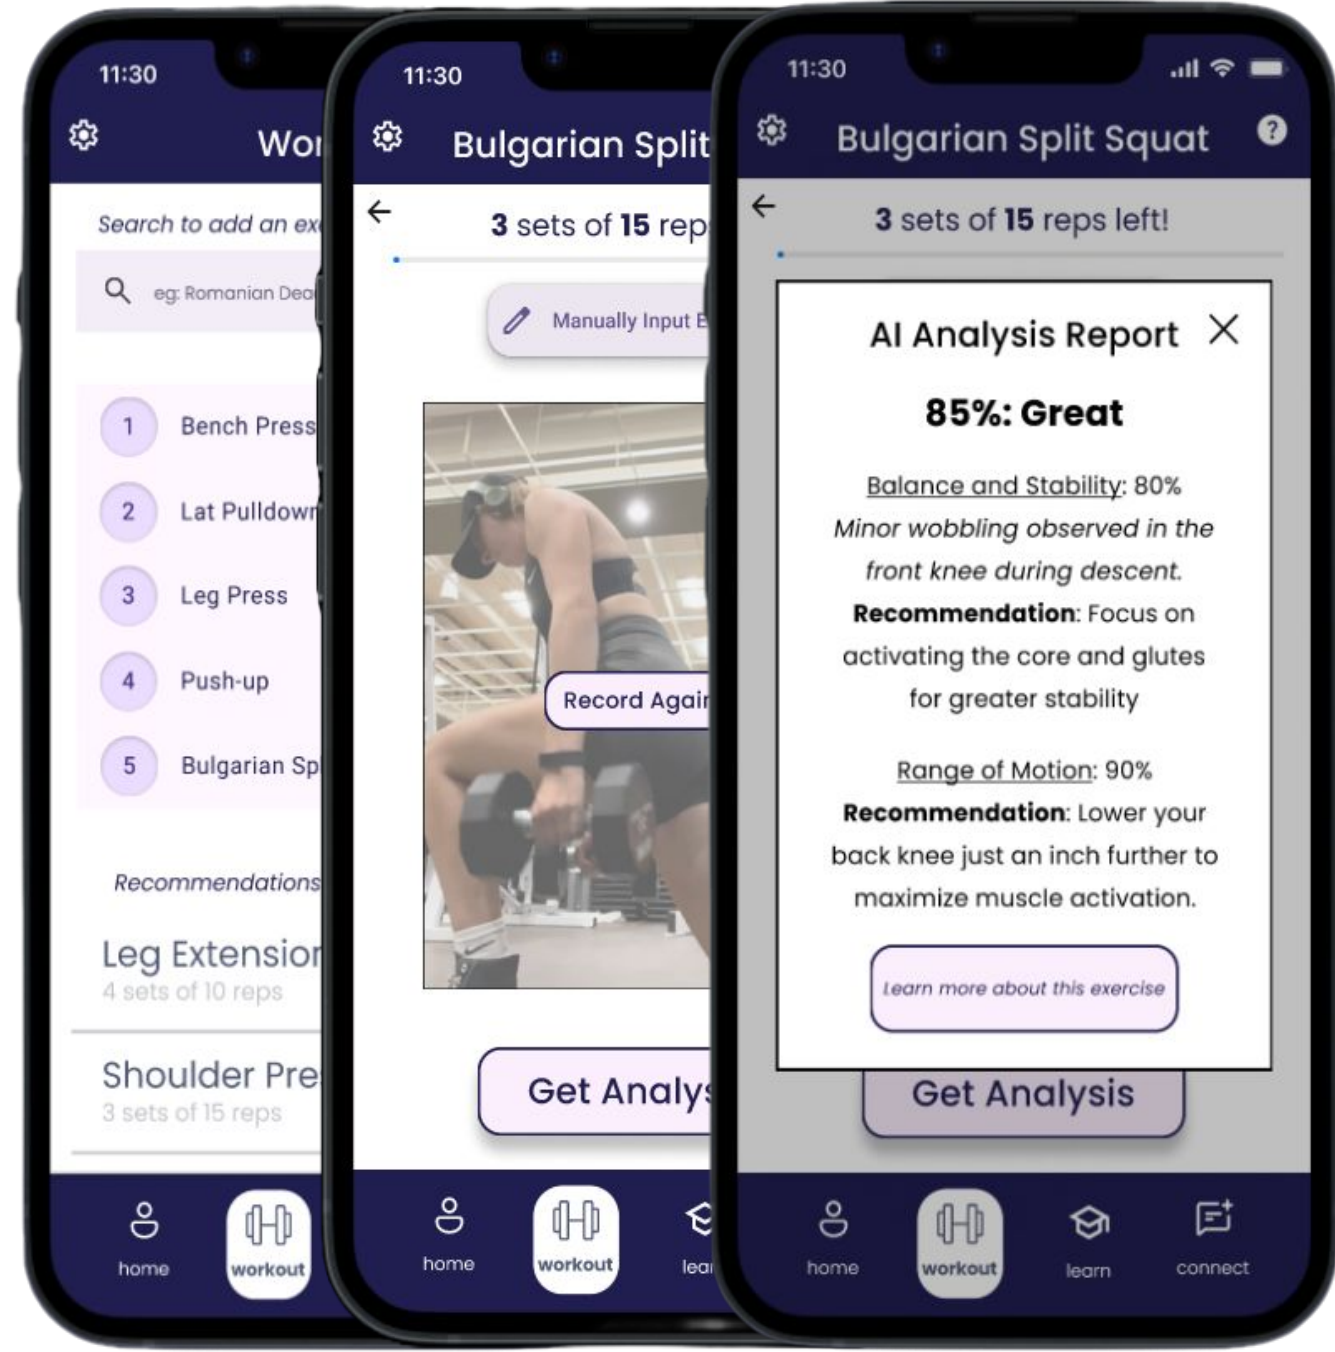 11:30
Wor
Search to add an exe
eg: Romanian Dea
1 Bench Press
2 Lat Pulldown
3 Leg Press
4 Push-up
5 Bulgarian Sp
Recommendations
Leg Extension
4 sets of 10 reps
Shoulder Pre
3 sets of 15 reps
home workout
11:30
Bulgarian Split
3 sets of 15 rep
Manually Input E
Record Again
Get Analys
home workout lea
11:30
Bulgarian Split Squat ?
3 sets of 15 reps left!
AI Analysis Report
85%: Great
Balance and Stability: 80%
Minor wobbling observed in the
front knee during descent.
Recommendation: Focus on
activating the core and glutes
for greater stability
Range of Motion: 90%
Recommendation: Lower your
back knee just an inch further to
maximize muscle activation.
Learn more about this exercise
Get Analysis
home workout learn connect